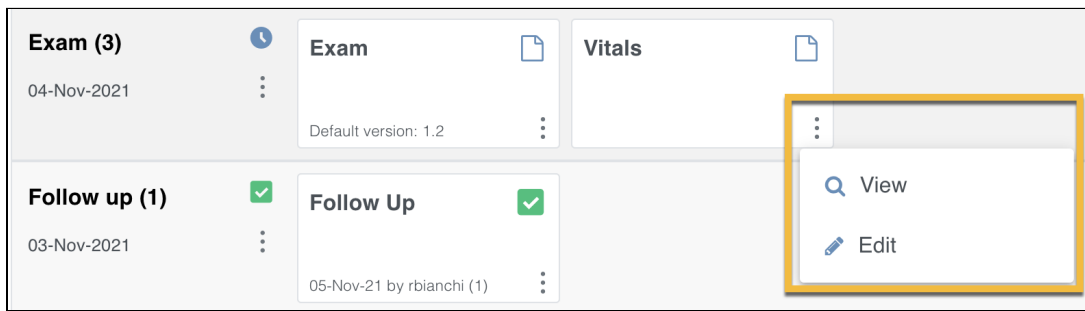 Exam (3)
04-Nov-2021
Exam
Default version: 1.2
Vitals
View
Edit
Follow up (1)
03-Nov-2021
Follow Up
05-Nov-21 by rbianchi (1)